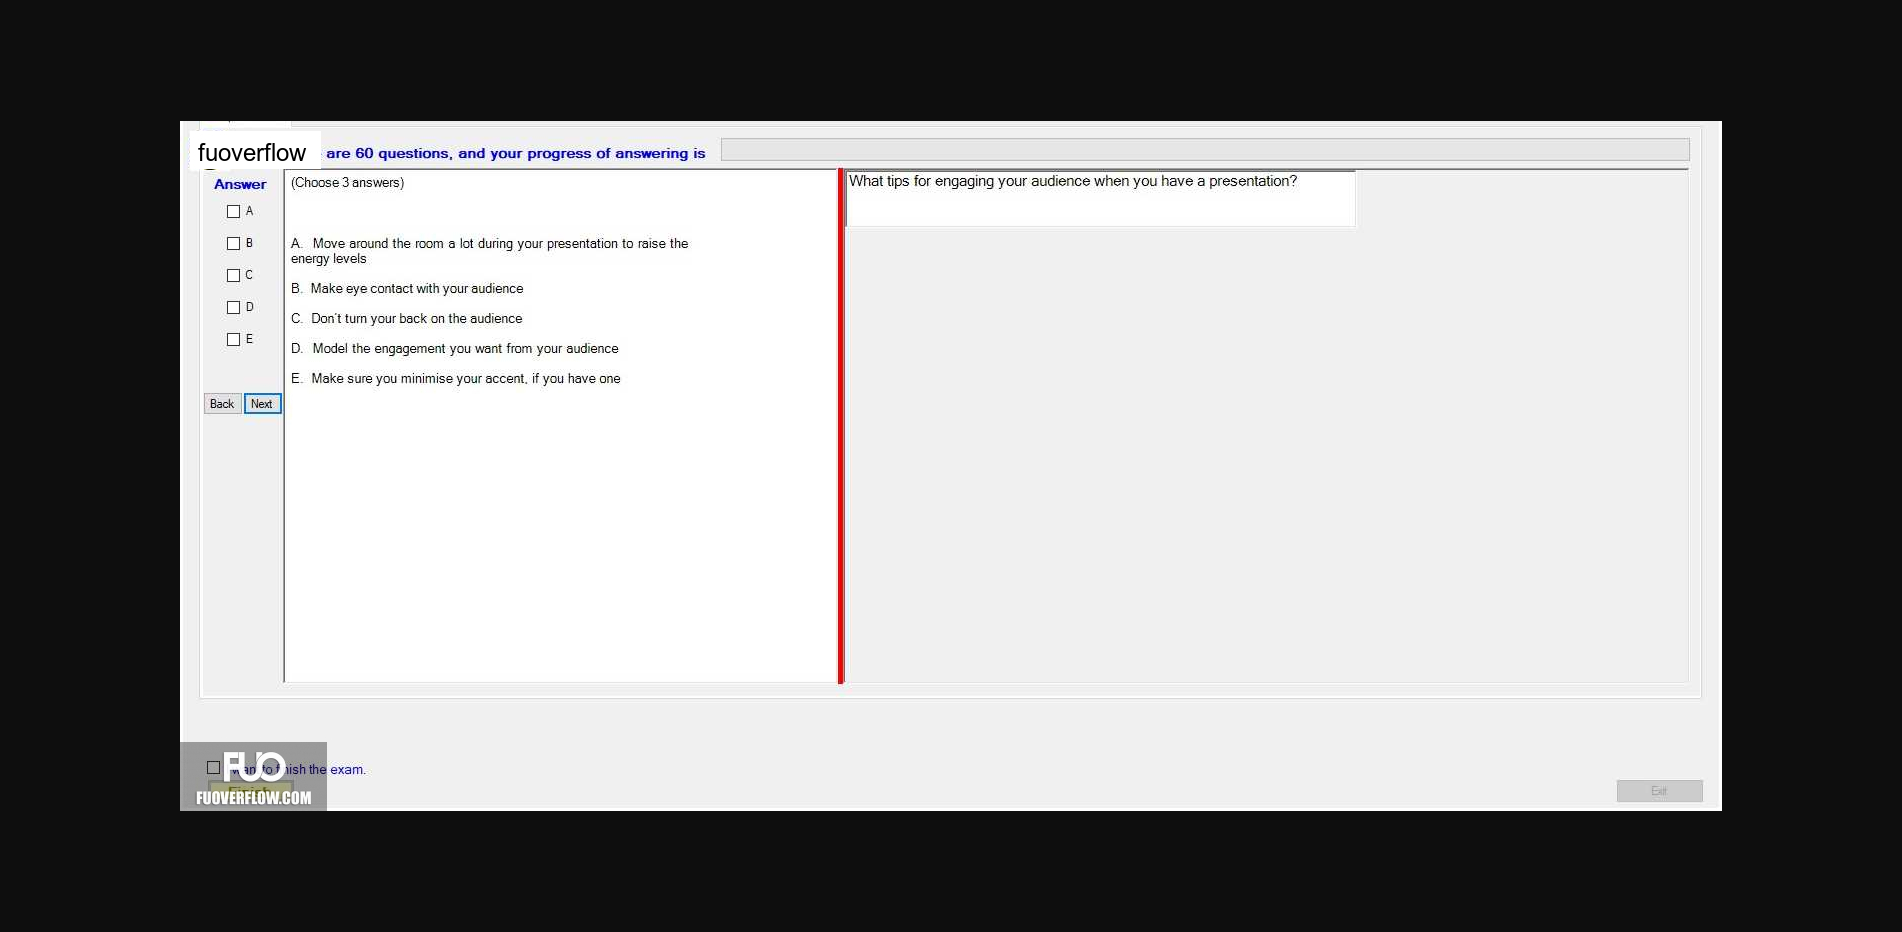 fuoverflow are 60 questions, and your progress of answering is
Answer
(Choose 3 answers)
What tips for engaging your audience when you have a presentation?
A
B
C
D
E
A. Move around the room a lot during your presentation to raise the
energy levels
B. Make eye contact with your audience
C. Don't turn your back on the audience
D. Model the engagement you want from your audience
E. Make sure you minimise your accent, if you have one
Back Next
FUO
want to finish the exam.
Finish
FUOVERFLOW.COM
Exit